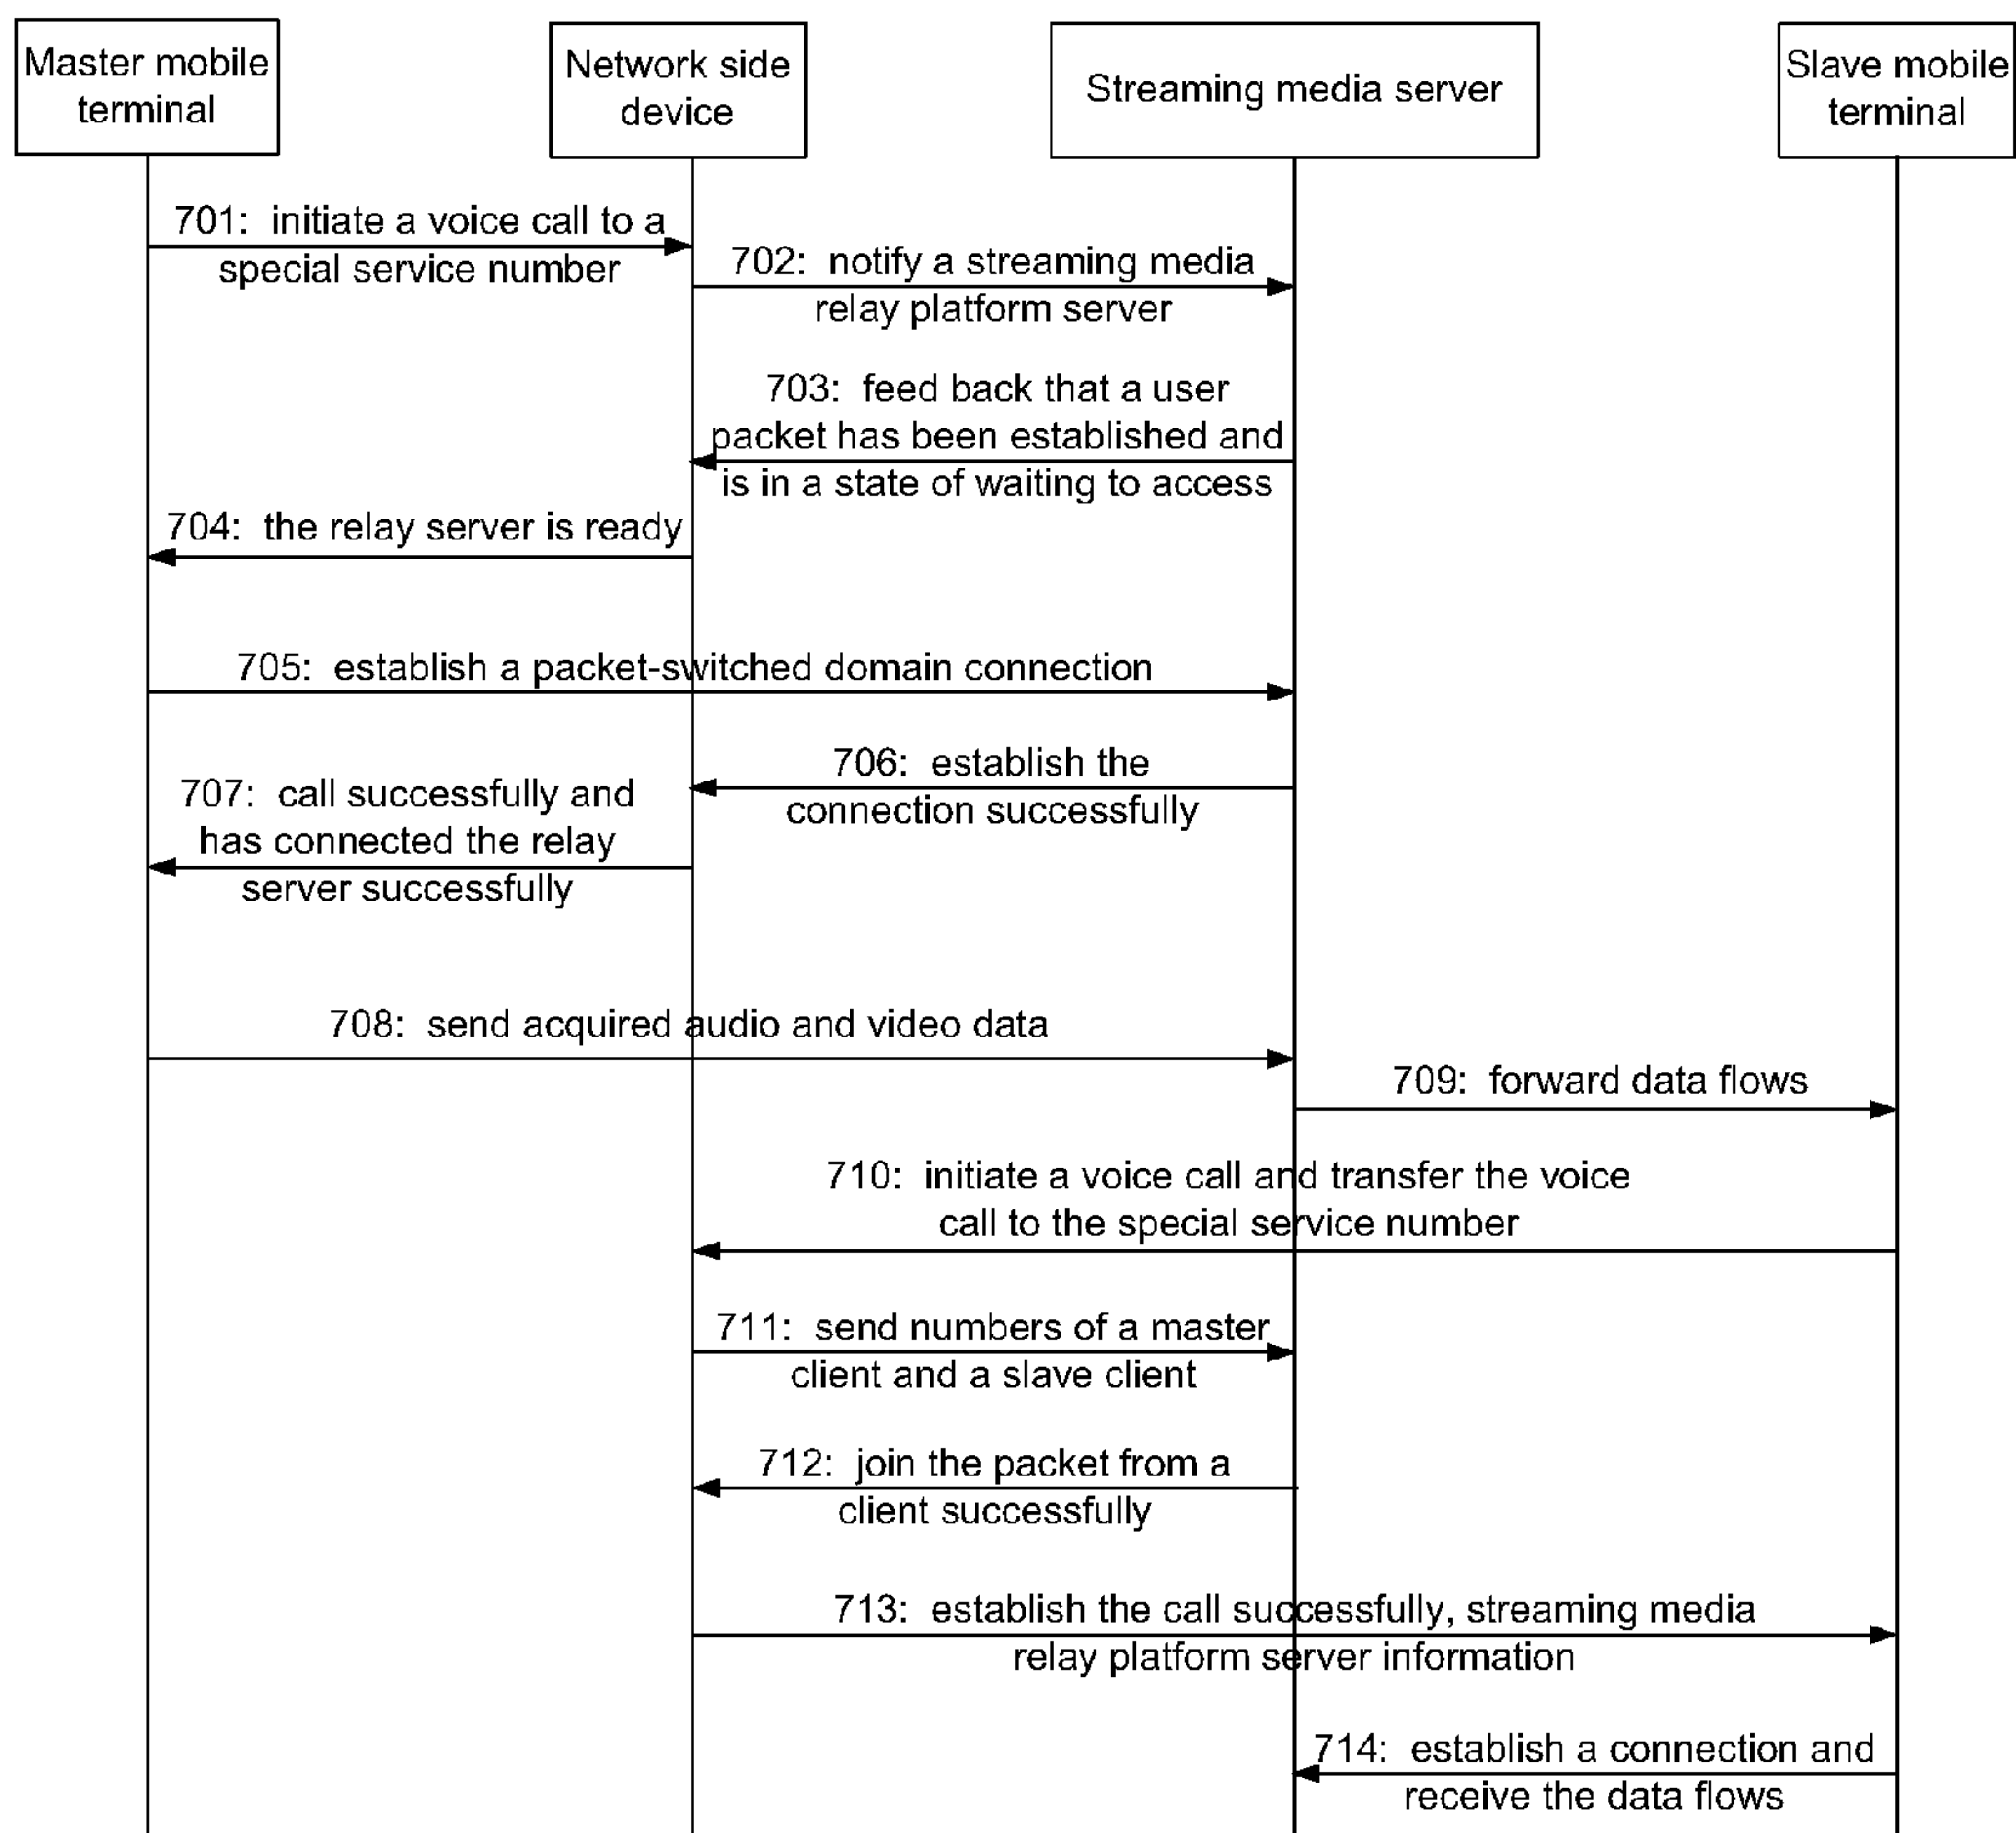 Master mobile
terminal
Network side
device
Streaming media server
Slave mobile
terminal
701: initiate a voice call to a
special service number
702: notify a streaming media
relay platform server
703: feed back that a user
packet has been established and
is in a state of waiting to access
704: the relay server is ready
705: establish a packet-switched domain connection
706: establish the
connection successfully
707: call successfully and
has connected the relay
server successfully
708: send acquired audio and video data
709: forward data flows
710: initiate a voice call and transfer the voice
call to the special service number
711: send numbers of a master
client and a slave client
712: join the packet from a
client successfully
713: establish the call successfully, streaming media
relay platform server information
714: establish a connection and
receive the data flows